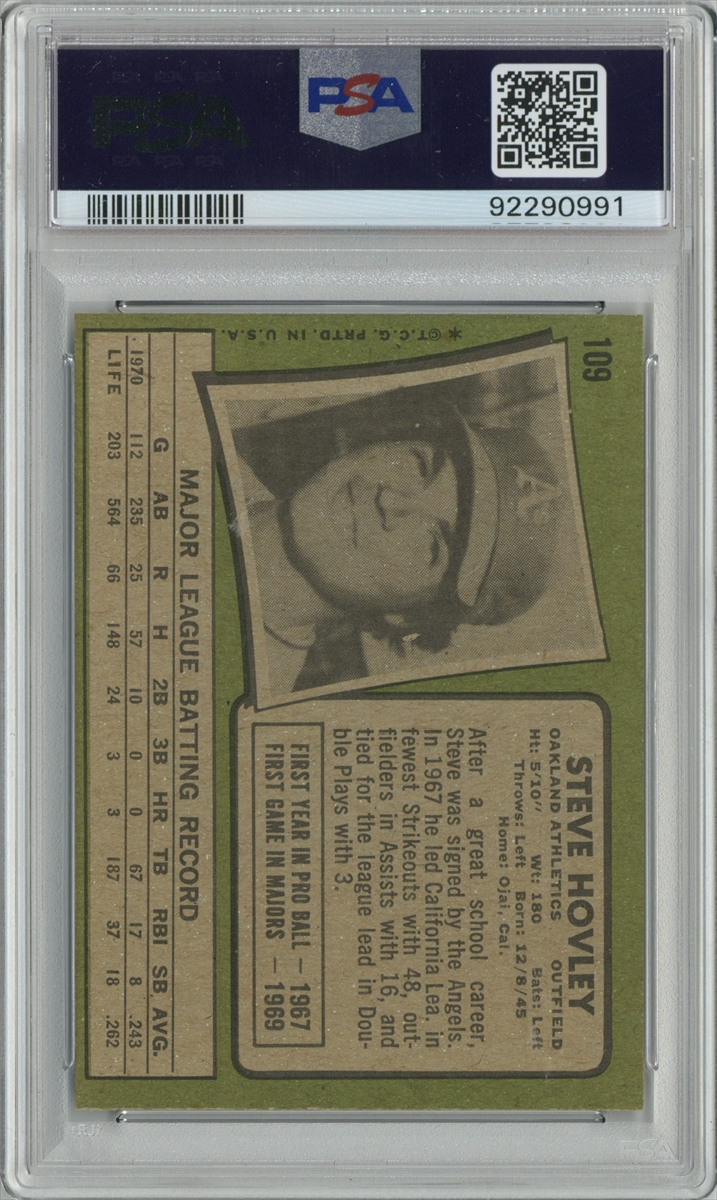 PSA
PSA
92290991
109
*©T.C.G. PRTD. IN U.S.A.
A's
STEVE HOVLEY
OAKLAND ATHLETICS OUTFIELD
Ht: 5'10" Wt: 180 Bats: Left
Throws: Left Born: 12/8/45
Home: Ojai, Cal.
After a great school career,
Steve was signed by the Angels.
In 1967 he led California Lea. in
fewest Strikeouts with 48, out-
fielders in Assists with 16, and
tied for the league lead in Dou-
ble Plays with 3.
FIRST YEAR IN PRO BALL — 1967
FIRST GAME IN MAJORS — 1969
MAJOR LEAGUE BATTING RECORD
G AB R H 2B 3B HR TB RBI SB AVG.
1970 112 235 25 57 10 0 0 67 17 8 .243
LIFE 203 564 66 148 24 3 3 187 37 18 .262
PSA